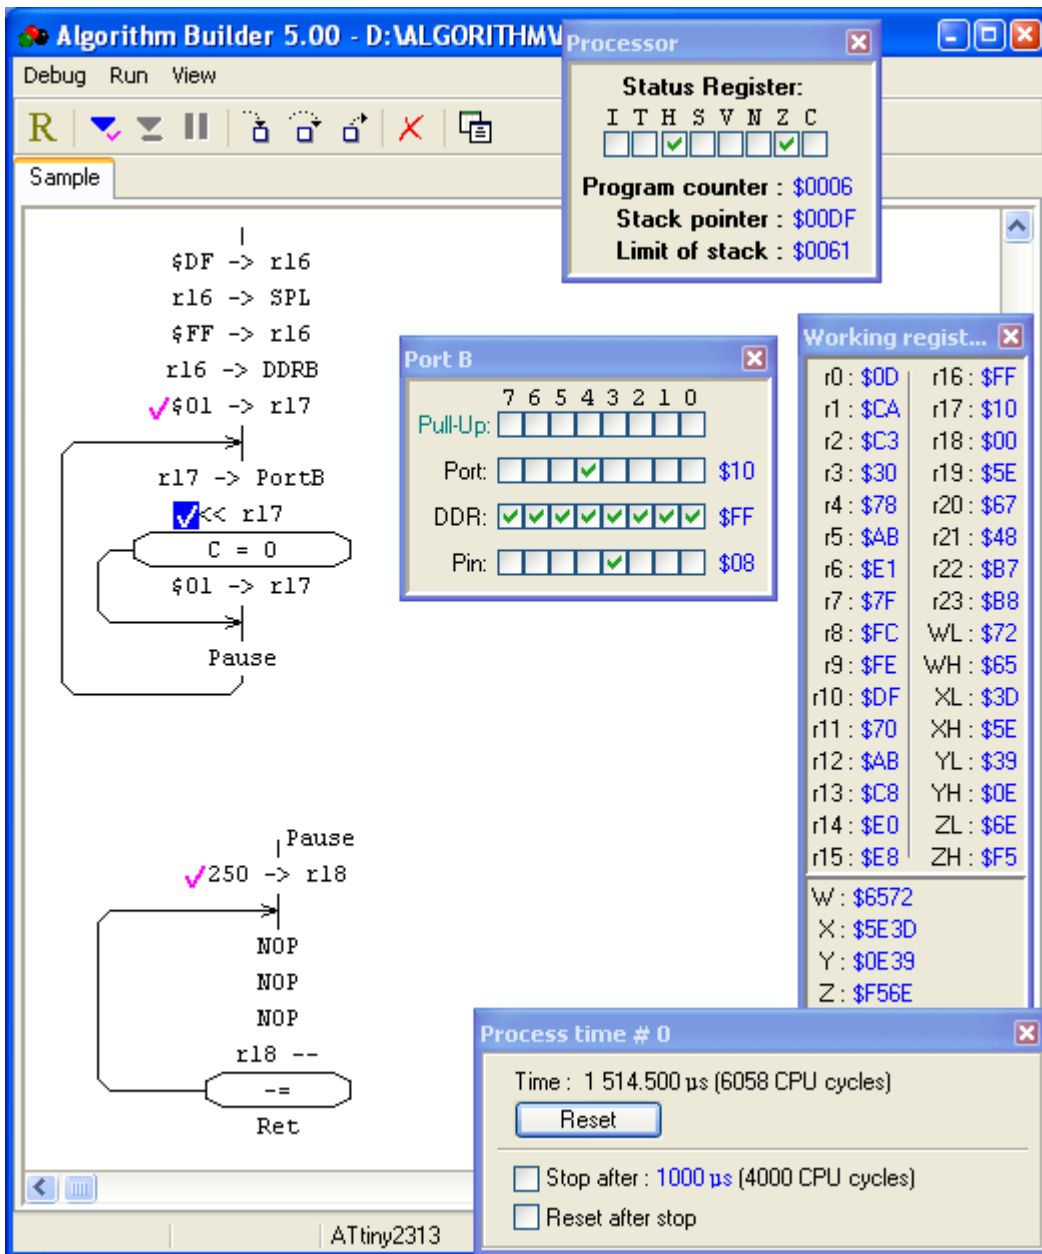 Algorithm Builder 5.00 - D:\ALGORITHM\
Debug Run View
R
Sample
$DF -> r16
r16 -> SPL
$FF -> r16
r16 -> DDRB
$01 -> r17
r17 -> PortB
<< r17
C = 0
$01 -> r17
Pause
Pause
250 -> r18
NOP
NOP
NOP
r18 --
-=
Ret
ATtiny2313
Processor
Status Register:
I T H S V N Z C
Program counter : $0006
Stack pointer : $00DF
Limit of stack : $0061
Port B
7 6 5 4 3 2 1 0
Pull-Up:
Port: $10
DDR: $FF
Pin: $08
Working regist...
r0 : $0D r16 : $FF
r1 : $CA r17 : $10
r2 : $C3 r18 : $00
r3 : $30 r19 : $5E
r4 : $78 r20 : $67
r5 : $AB r21 : $48
r6 : $E1 r22 : $B7
r7 : $7F r23 : $B8
r8 : $FC WL : $72
r9 : $FE WH : $65
r10 : $DF XL : $3D
r11 : $70 XH : $5E
r12 : $AB YL : $39
r13 : $C8 YH : $0E
r14 : $E0 ZL : $6E
r15 : $E8 ZH : $F5
W : $6572
X : $5E3D
Y : $0E39
Z : $F56E
Process time # 0
Time : 1 514.500 µs (6058 CPU cycles)
Reset
Stop after : 1000 µs (4000 CPU cycles)
Reset after stop